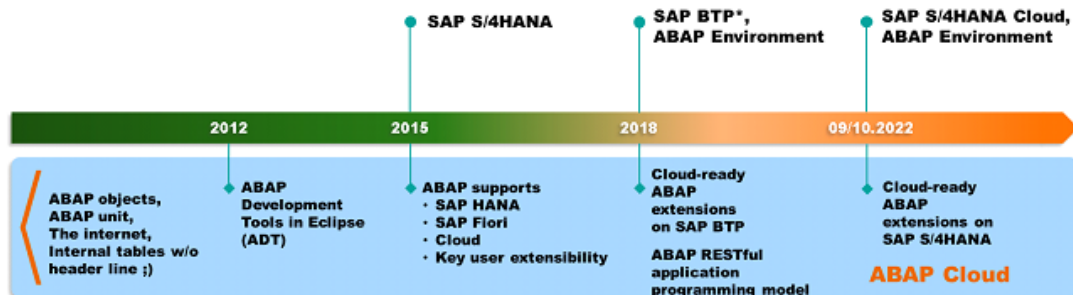 SAP S/4HANA
SAP BTP*,
ABAP Environment
SAP S/4HANA Cloud,
ABAP Environment
2012
2015
2018
09/10.2022
ABAP objects,
ABAP unit,
The internet,
Internal tables w/o
header line ;)
ABAP
Development
Tools in Eclipse
(ADT)
ABAP supports
· SAP HANA
· SAP Fiori
· Cloud
· Key user extensibility
Cloud-ready
ABAP
extensions
on SAP BTP
ABAP RESTful
application
programming model
Cloud-ready
ABAP
extensions on
SAP S/4HANA
ABAP Cloud